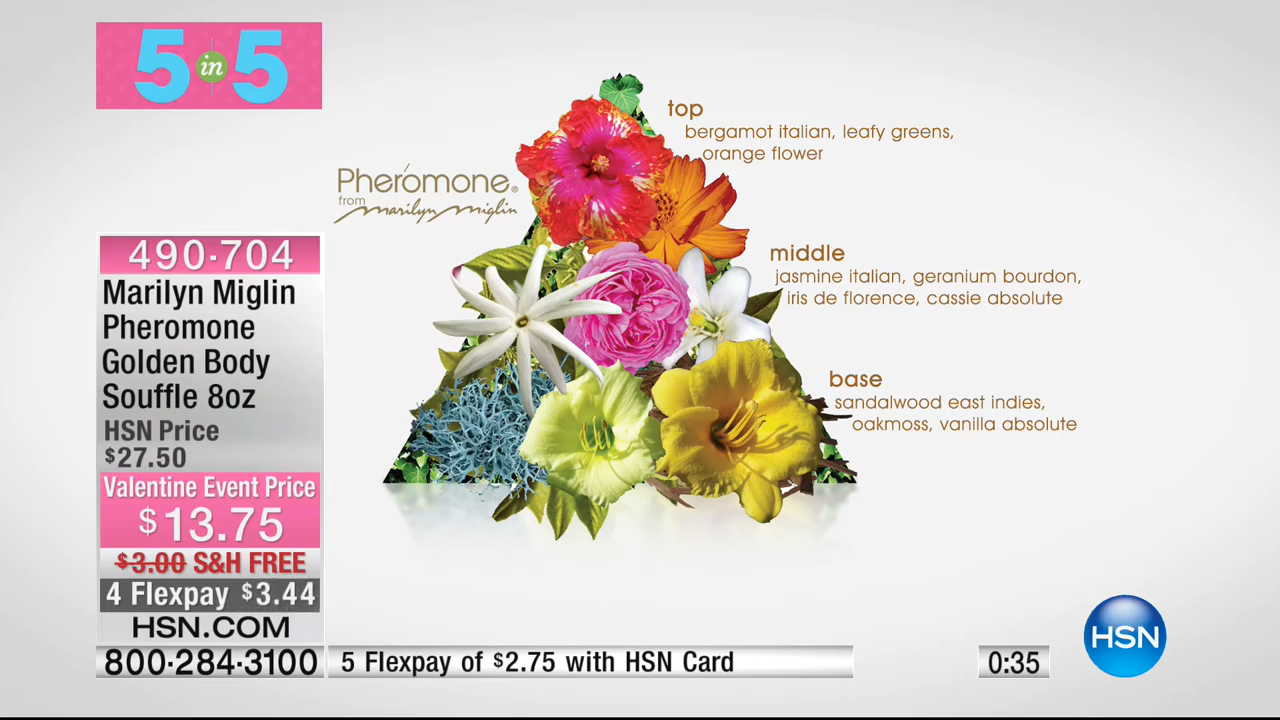 5 in 5
top
bergamot italian, leafy greens,
orange flower
Pheromone®
from
marilyn miglin
middle
jasmine italian, geranium bourdon,
iris de florence, cassie absolute
base
sandalwood east indies,
oakmoss, vanilla absolute
490-704
Marilyn Miglin
Pheromone
Golden Body
Souffle 8oz
HSN Price
$27.50
Valentine Event Price
$13.75
$3.00 S&H FREE
4 Flexpay $3.44
HSN.COM
800-284-3100
5 Flexpay of $2.75 with HSN Card
0:35
HSN